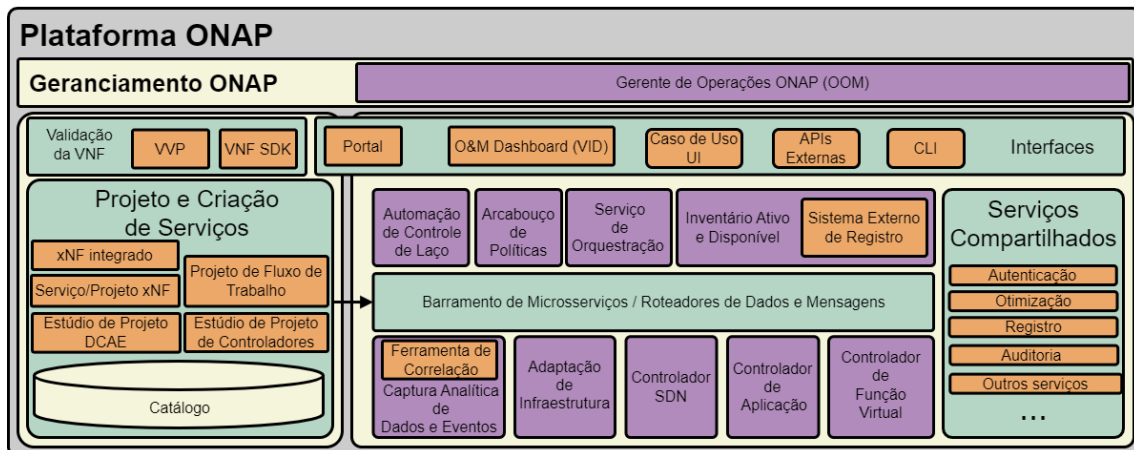 Plataforma ONAP
Geranciamento ONAP
Gerente de Operações ONAP (OOM)
Validação
da VNF
VVP
VNF SDK
Portal
O&M Dashboard (VID)
Caso de Uso
UI
APIs
Externas
CLI
Interfaces
Projeto e Criação
de Serviços
xNF integrado
Serviço/Projeto xNF
Projeto de Fluxo de
Trabalho
Estúdio de Projeto
DCAE
Estúdio de Projeto
de Controladores
Catálogo
Automação
de Controle
de Laço
Arcabouço
de
Políticas
Serviço
de
Orquestração
Inventário Ativo
e Disponível
Sistema Externo
de Registro
Barramento de Microsserviços / Roteadores de Dados e Mensagens
Ferramenta de
Correlação
Captura Analítica
de
Dados e Eventos
Adaptação
de
Infraestrutura
Controlador
SDN
Controlador
de
Aplicação
Controlador
de
Função
Virtual
Serviços
Compartilhados
Autenticação
Otimização
Registro
Auditoria
Outros serviços
...